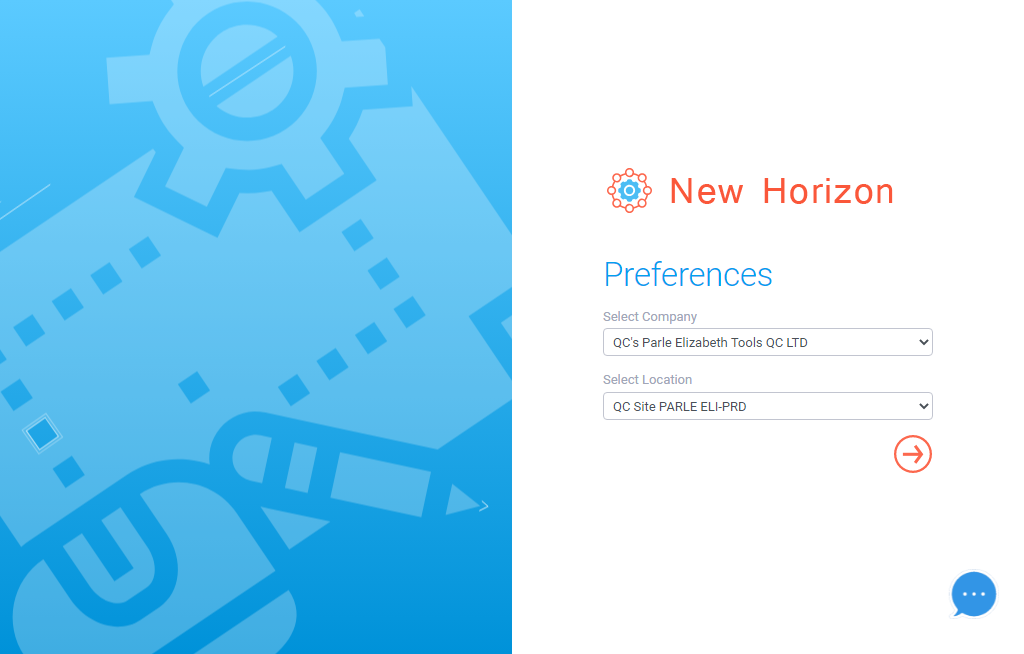 New Horizon
Preferences
Select Company
QC's Parle Elizabeth Tools QC LTD
Select Location
QC Site PARLE ELI-PRD